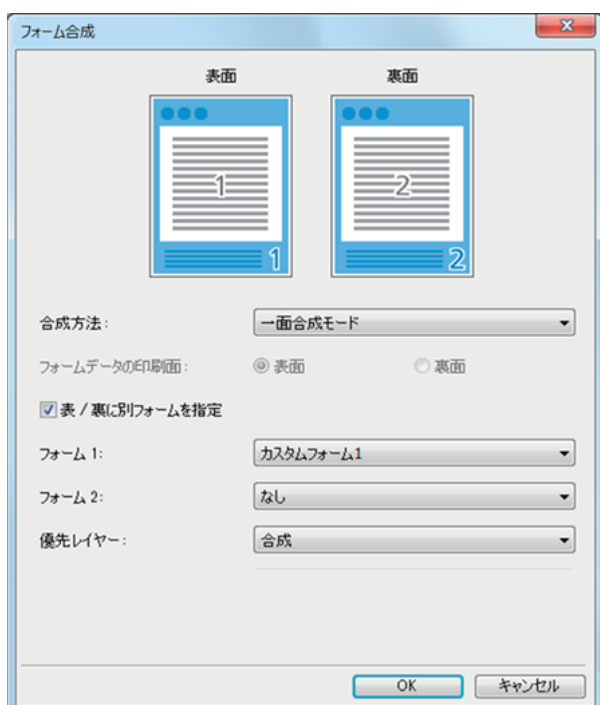 フォーム合成
表面 裏面
1 2
1 2
合成方法: 一面合成モード
フォームデータの印刷面: 表面 裏面
表 / 裏に別フォームを指定
フォーム 1: カスタムフォーム1
フォーム 2: なし
優先レイヤー: 合成
OK キャンセル